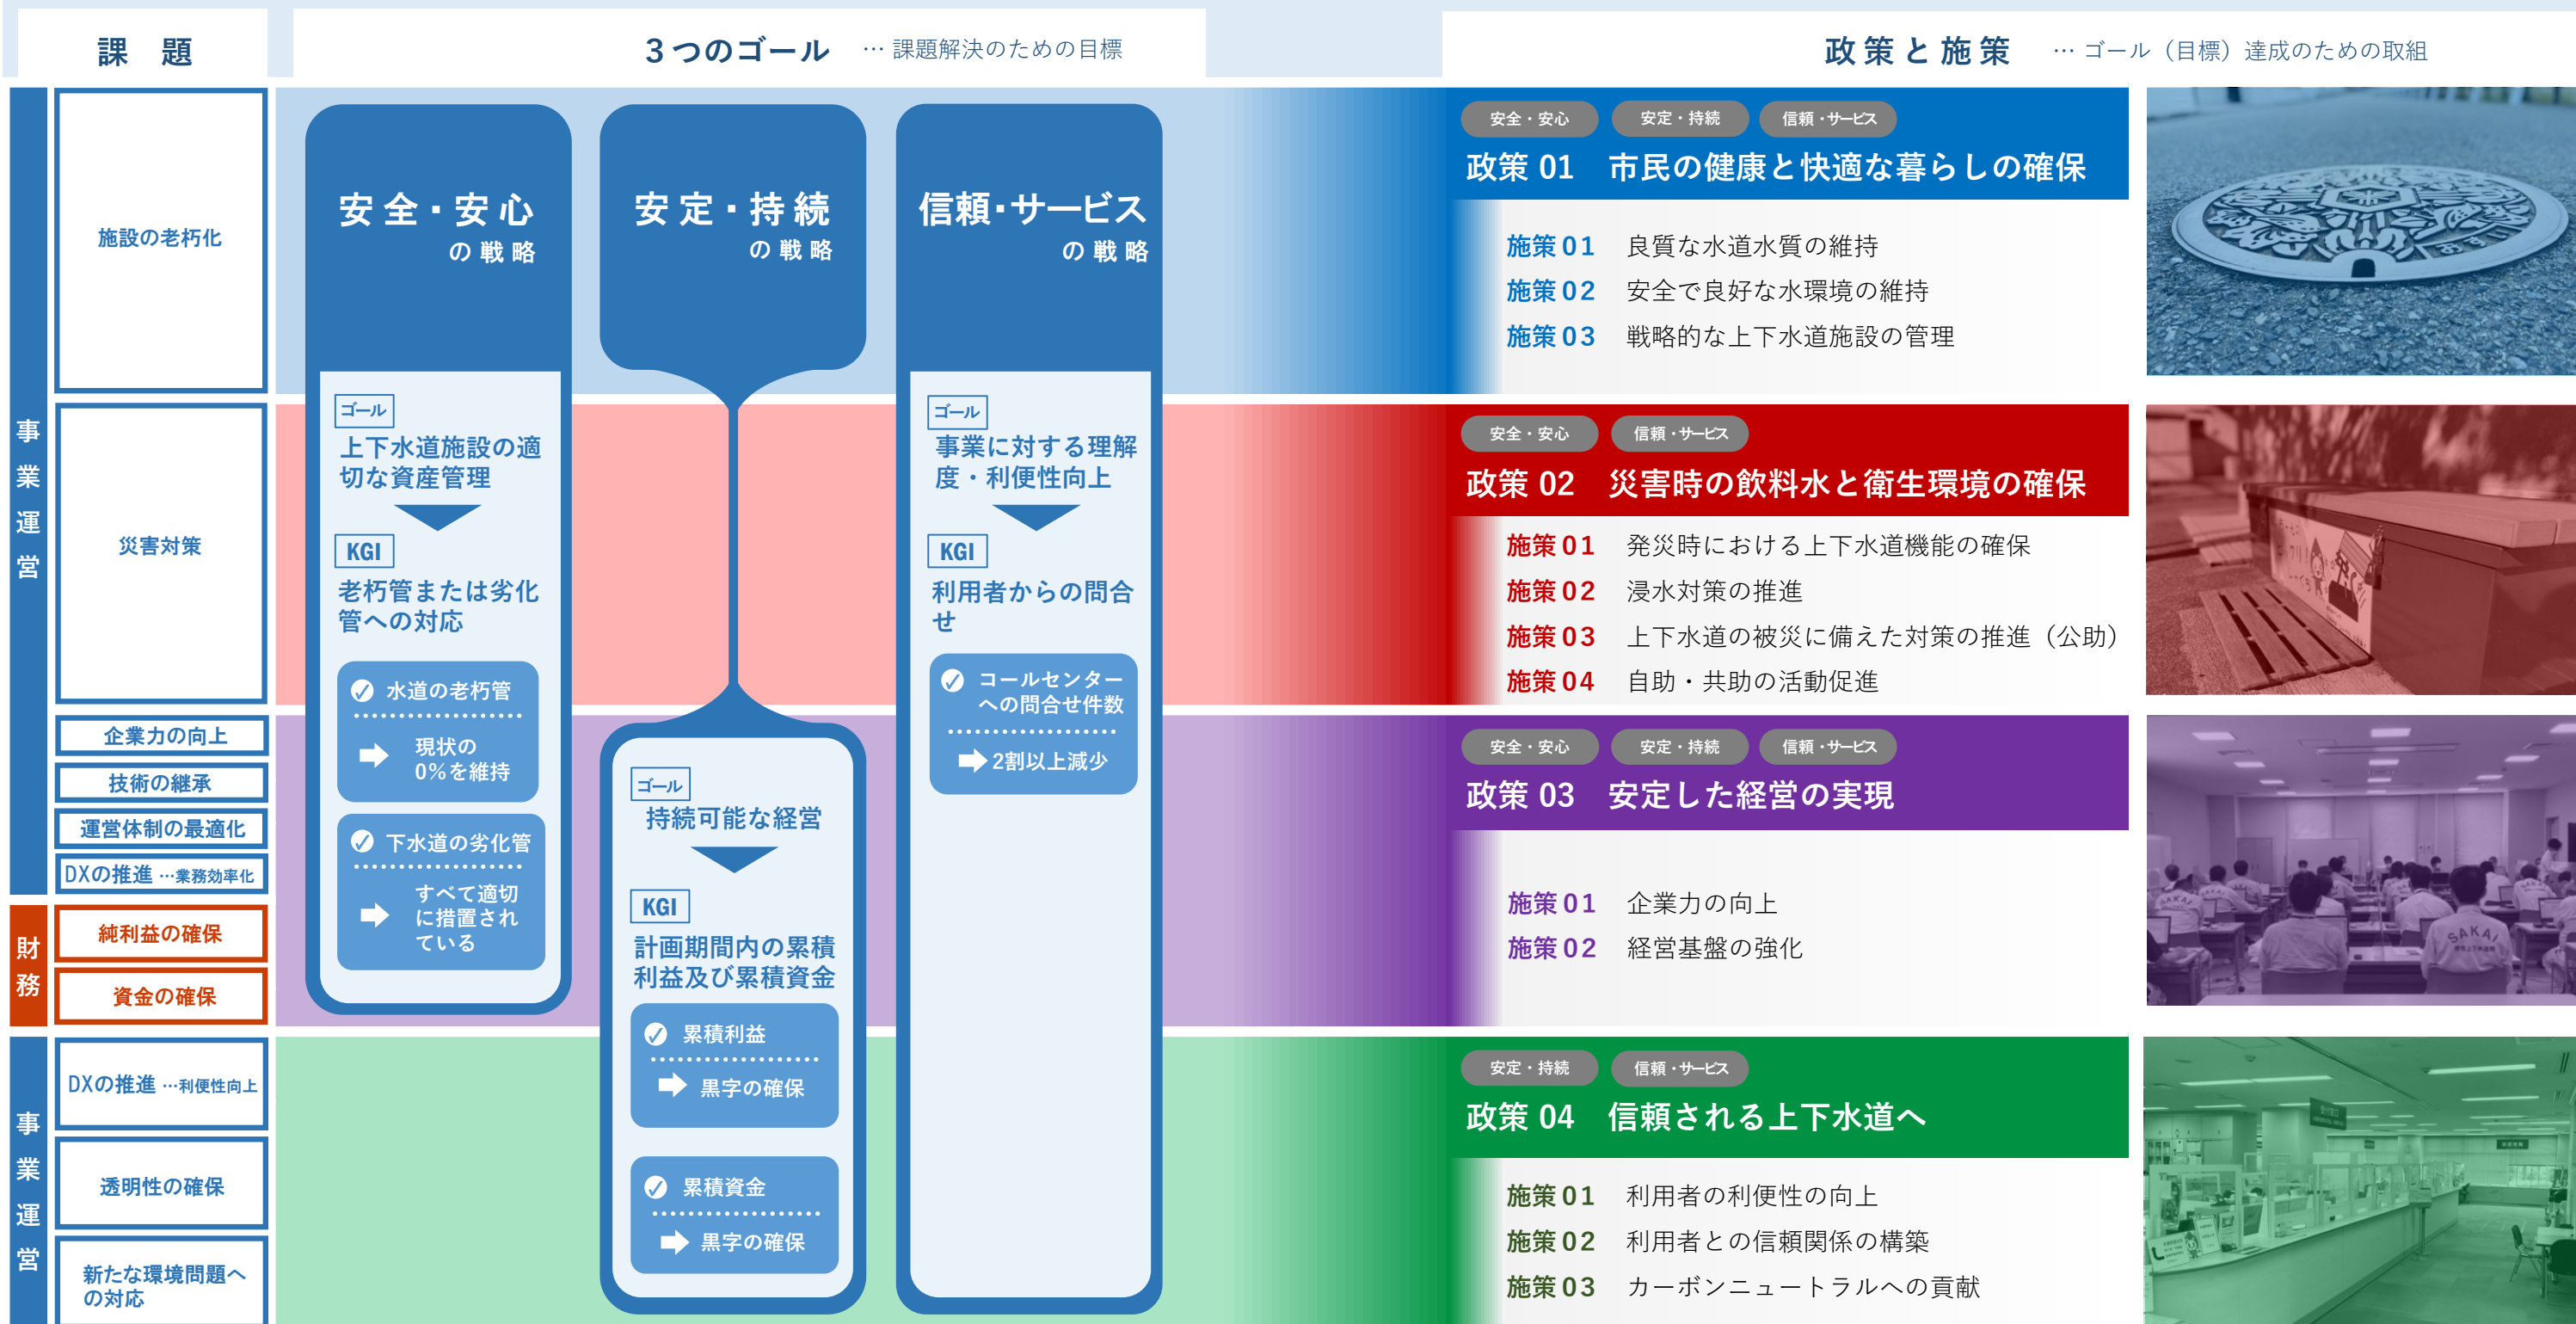 課　題
３つのゴール　… 課題解決のための目標
政策と施策　… ゴール（目標）達成のための取組
事業運営
施設の老朽化
災害対策
企業力の向上
技術の継承
運営体制の最適化
DXの推進 …業務効率化
財務
純利益の確保
資金の確保
事業運営
DXの推進 …利便性向上
透明性の確保
新たな環境問題へ
の対応
安全・安心
の戦略
ゴール
上下水道施設の適
切な資産管理
KGI
老朽管または劣化
管への対応
水道の老朽管
現状の
0％を維持
下水道の劣化管
すべて適切
に措置され
ている
安定・持続
の戦略
ゴール
持続可能な経営
KGI
計画期間内の累積
利益及び累積資金
累積利益
黒字の確保
累積資金
黒字の確保
信頼・サービス
の戦略
ゴール
事業に対する理解
度・利便性向上
KGI
利用者からの問合
せ
コールセンター
への問合せ件数
2割以上減少
安全・安心　安定・持続　信頼・サービス
政策 01　市民の健康と快適な暮らしの確保
施策01　良質な水道水質の維持
施策02　安全で良好な水環境の維持
施策03　戦略的な上下水道施設の管理
安全・安心　信頼・サービス
政策 02　災害時の飲料水と衛生環境の確保
施策01　発災時における上下水道機能の確保
施策02　浸水対策の推進
施策03　上下水道の被災に備えた対策の推進（公助）
施策04　自助・共助の活動促進
安全・安心　安定・持続　信頼・サービス
政策 03　安定した経営の実現
施策01　企業力の向上
施策02　経営基盤の強化
SAKAI
SAKAI
安定・持続　信頼・サービス
政策 04　信頼される上下水道へ
施策01　利用者の利便性の向上
施策02　利用者との信頼関係の構築
施策03　カーボンニュートラルへの貢献